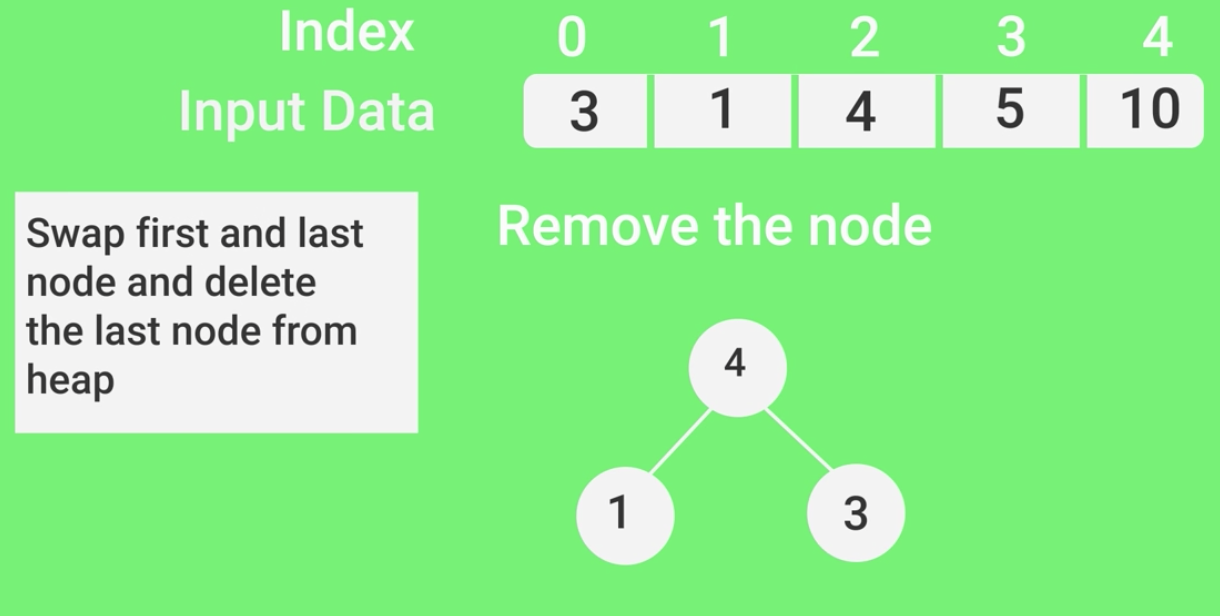 Index 0 1 2 3 4
Input Data 3 1 4 5 10
Swap first and last
node and delete
the last node from
heap
Remove the node
4
1 3